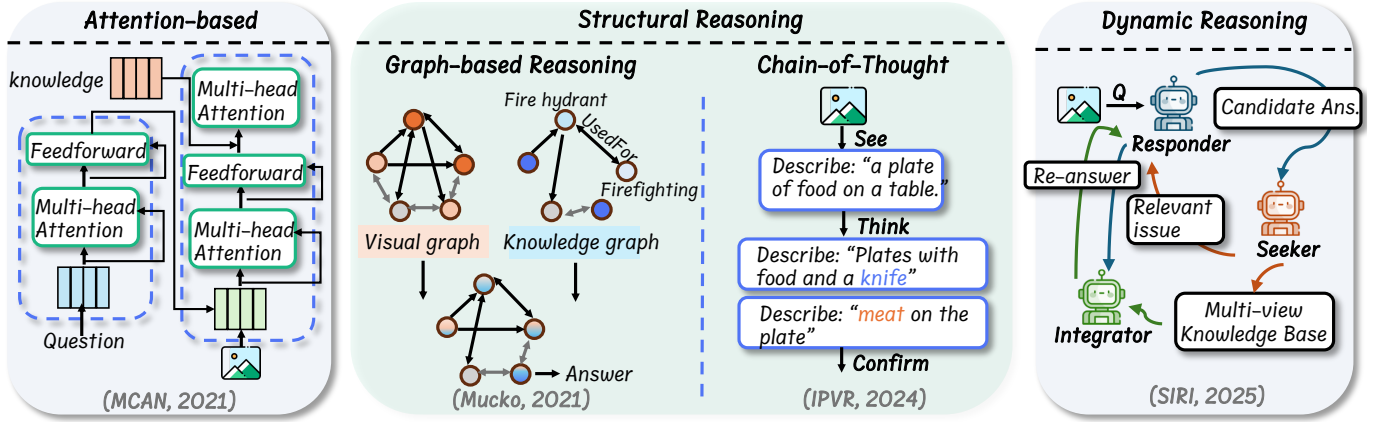 Attention-based
knowledge
Multi-head
Attention
Feedforward
Feedforward
Multi-head
Attention
Multi-head
Attention
Question
(MCAN, 2021)
Structural Reasoning
Graph-based Reasoning
Fire hydrant
UsedFor
Firefighting
Visual graph
Knowledge graph
Answer
(Mucko, 2021)
Chain-of-Thought
See
Describe: “a plate
of food on a table.”
Think
Describe: “Plates with
food and a knife”
Describe: “meat on the
plate”
Confirm
(IPVR, 2024)
Dynamic Reasoning
Q
Responder
Candidate Ans.
Re-answer
Relevant
issue
Seeker
Integrator
Multi-view
Knowledge Base
(SIRI, 2025)